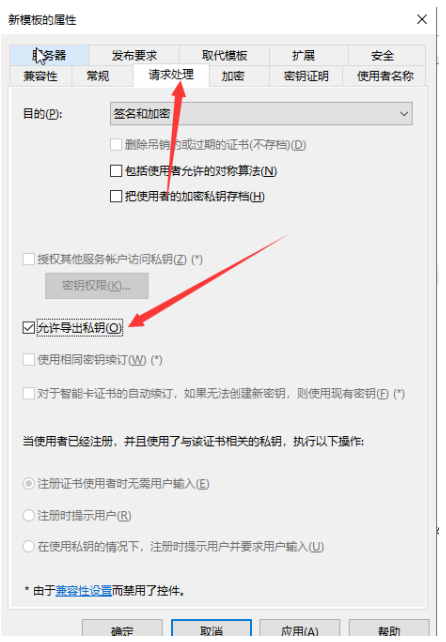 新模板的属性
服务器 发布要求 取代模板 扩展 安全
兼容性 常规 请求处理 加密 密钥证明 使用者名称
目的(P): 签名和加密
删除吊销的或过期的证书(不存档)(D)
包括使用者允许的对称算法(N)
把使用者的加密私钥存档(H)
授权其他服务帐户访问私钥(Z) (*)
密钥权限(K)...
允许导出私钥(O)
使用相同密钥续订(W) (*)
对于智能卡证书的自动续订，如果无法创建新密钥，则使用现有密钥(F) (*)
当使用者已经注册，并且使用了与该证书相关的私钥，执行以下操作:
注册证书使用者时无需用户输入(E)
注册时提示用户(R)
在使用私钥的情况下，注册时提示用户并要求用户输入(U)
* 由于兼容性设置而禁用了控件。
确定 取消 应用(A) 帮助